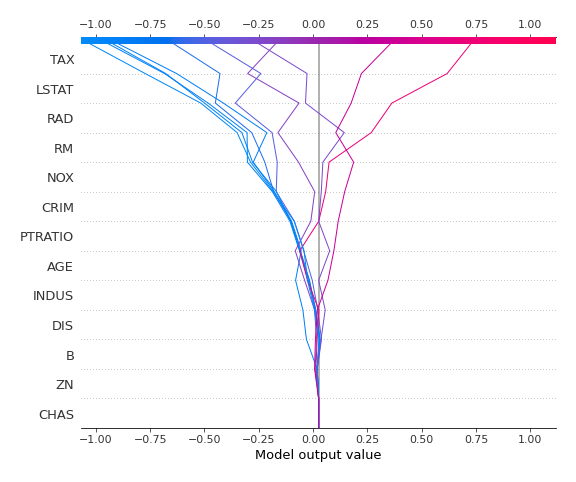 −1.00 −0.75 −0.50 −0.25 0.00 0.25 0.50 0.75 1.00
TAX
LSTAT
RAD
RM
NOX
CRIM
PTRATIO
AGE
INDUS
DIS
B
ZN
CHAS
−1.00 −0.75 −0.50 −0.25 0.00 0.25 0.50 0.75 1.00
Model output value